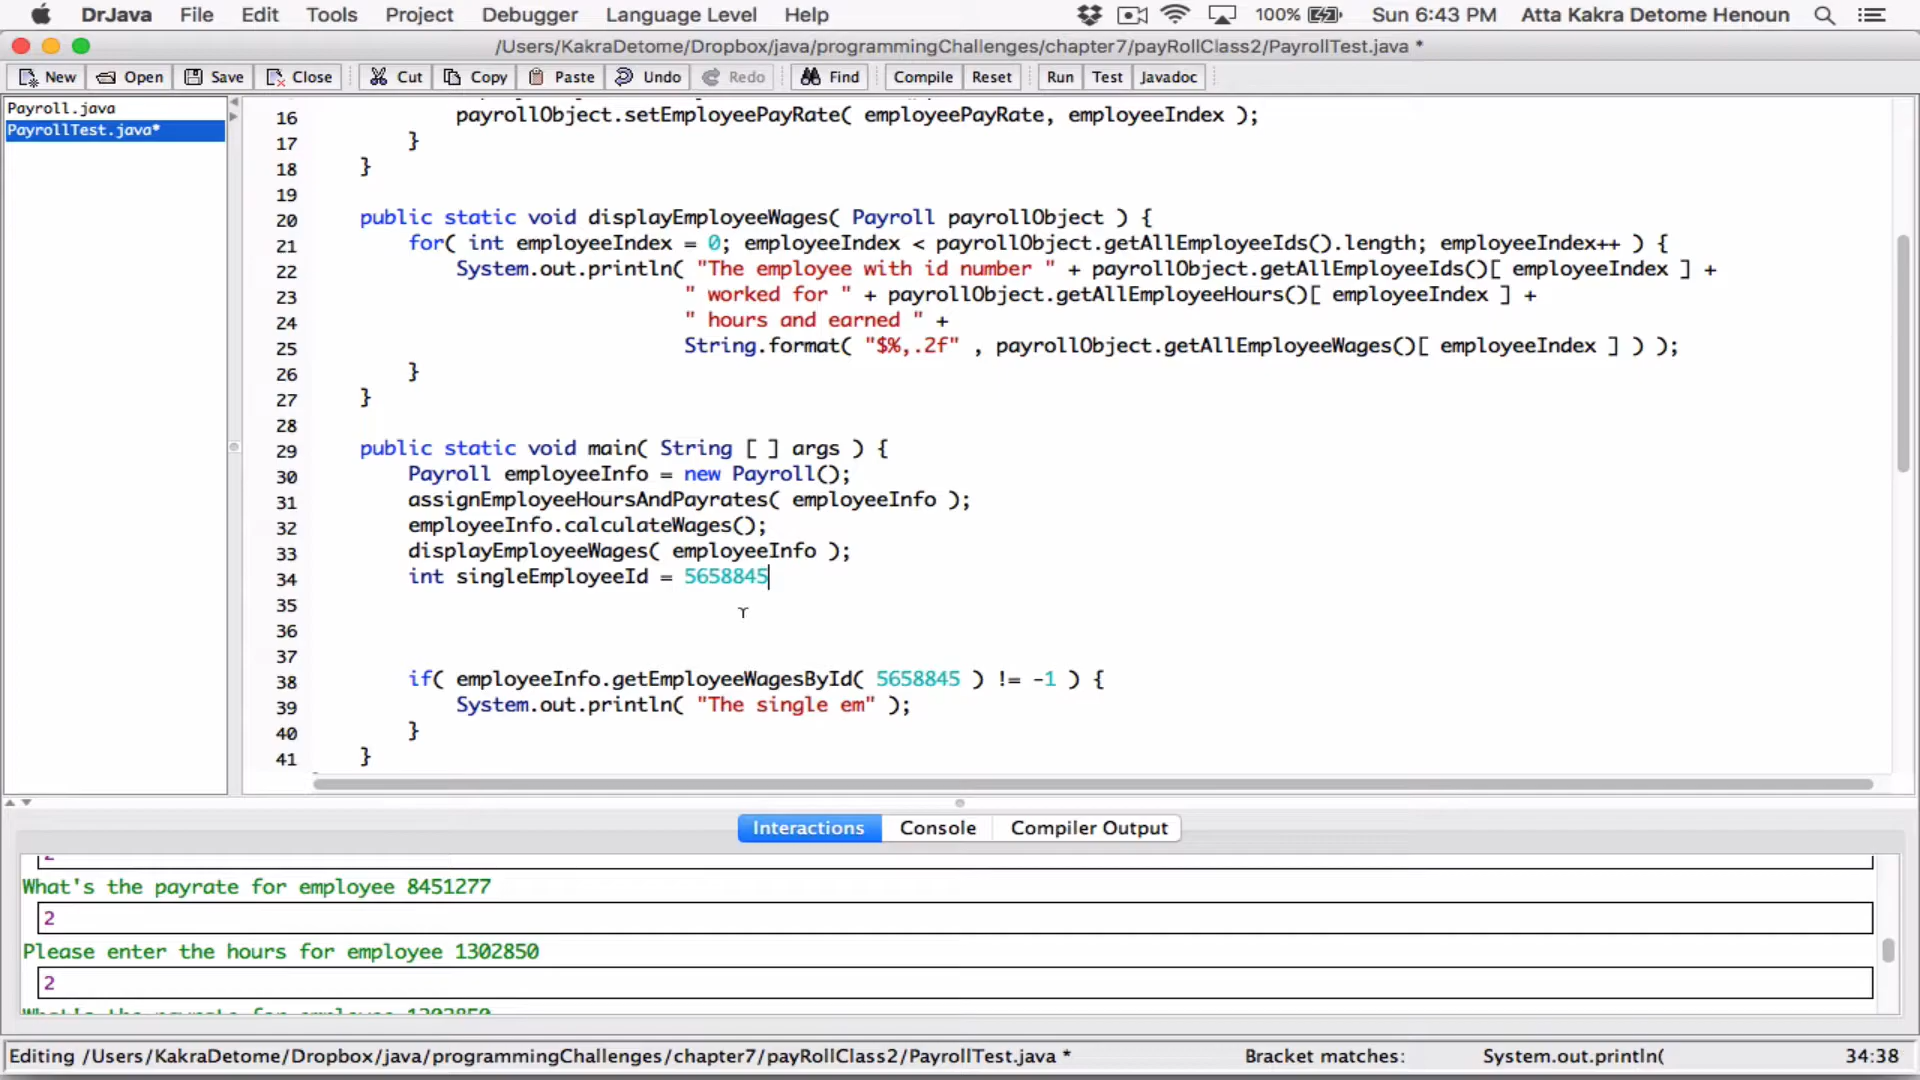 DrJava File Edit Tools Project Debugger Language Level Help 100% Sun 6:43 PM Atta Kakra Detome Henoun
/Users/KakraDetome/Dropbox/java/programmingChallenges/chapter7/payRollClass2/PayrollTest.java *
New Open Save Close Cut Copy Paste Undo Redo Find Compile Reset Run Test Javadoc
Payroll.java
PayrollTest.java*
16 payrollObject.setEmployeePayRate( employeePayRate, employeeIndex );
17 }
18 }
19
20 public static void displayEmployeeWages( Payroll payrollObject ) {
21 for( int employeeIndex = 0; employeeIndex < payrollObject.getAllEmployeeIds().length; employeeIndex++ ) {
22 System.out.println( "The employee with id number " + payrollObject.getAllEmployeeIds()[ employeeIndex ] +
23 " worked for " + payrollObject.getAllEmployeeHours()[ employeeIndex ] +
24 " hours and earned " +
25 String.format( "$%,.2f" , payrollObject.getAllEmployeeWages()[ employeeIndex ] ) );
26 }
27 }
28
29 public static void main( String [ ] args ) {
30 Payroll employeeInfo = new Payroll();
31 assignEmployeeHoursAndPayrates( employeeInfo );
32 employeeInfo.calculateWages();
33 displayEmployeeWages( employeeInfo );
34 int singleEmployeeId = 5658845
35
36
37
38 if( employeeInfo.getEmployeeWagesById( 5658845 ) != -1 ) {
39 System.out.println( "The single em" );
40 }
41 }
Interactions Console Compiler Output
What's the payrate for employee 8451277
2
Please enter the hours for employee 1302850
2
What's the payrate for employee 1302850
Editing /Users/KakraDetome/Dropbox/java/programmingChallenges/chapter7/payRollClass2/PayrollTest.java * Bracket matches: System.out.println( 34:38